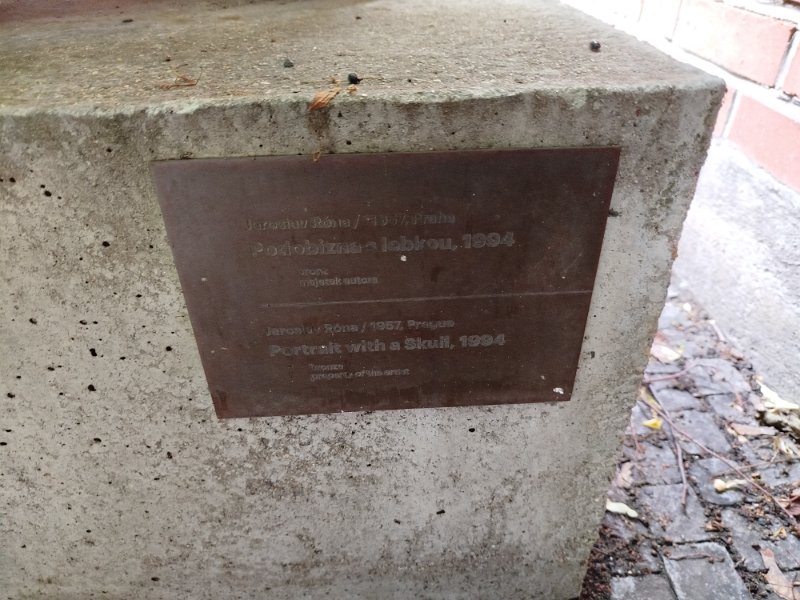 Jaroslav Róna / *1957, Praha
Podobizna s lebkou, 1994
bronz
majetek autora
Jaroslav Róna / 1957, Prague
Portrait with a Skull, 1994
bronze
property of the artist